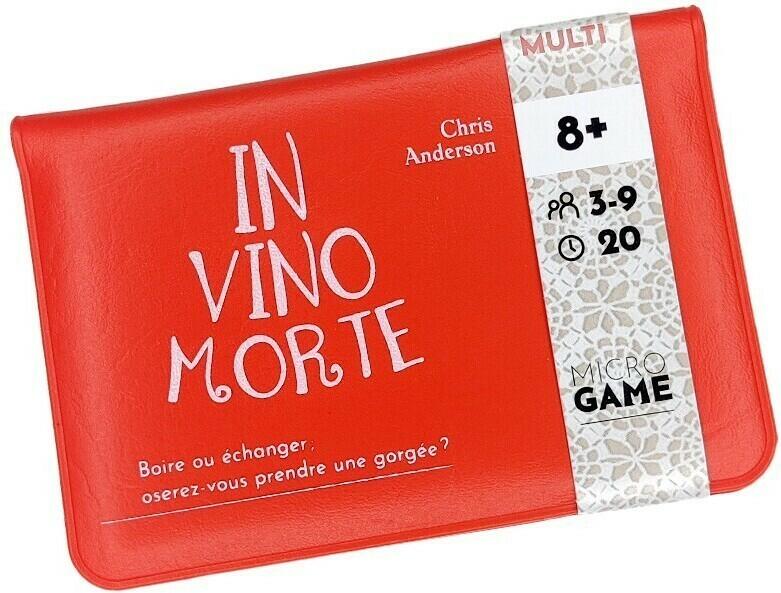 MULTI
8+
3-9
20
MICRO
GAME
Chris
Anderson
IN
VINO
MORTE
Boire ou échanger;
oserez-vous prendre une gorgée?